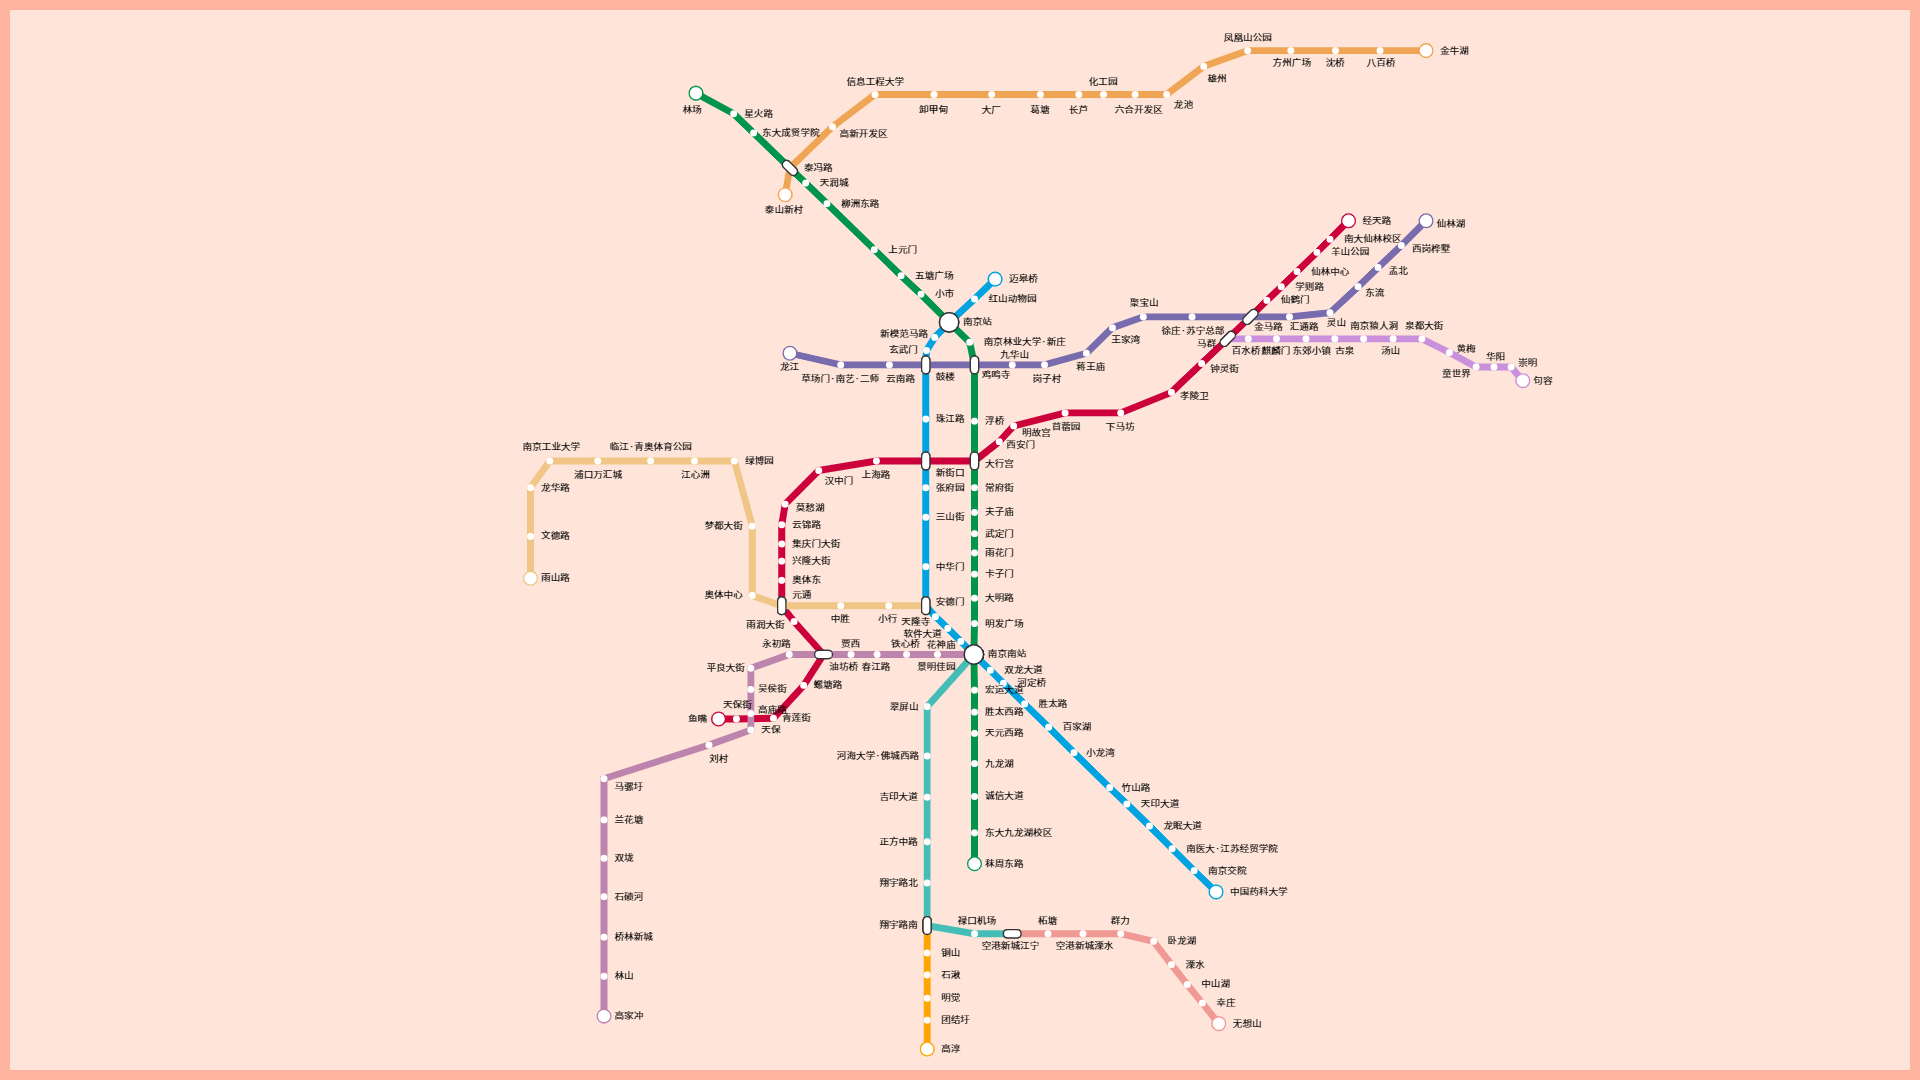 凤凰山公园
金牛湖
方州广场
沈桥
八百桥
雄州
信息工程大学
化工园
林场
卸甲甸
大厂
葛塘
长芦
六合开发区
龙池
星火路
东大成贤学院
高新开发区
泰冯路
天润城
泰山新村
柳洲东路
上元门
五塘广场
小市
经天路
仙林湖
南大仙林校区
羊山公园
西岗桦墅
仙林中心
孟北
学则路
东流
仙鹤门
迈皋桥
红山动物园
南京站
新模范马路
玄武门
聚宝山
徐庄·苏宁总部
金马路
汇通路
灵山
南京猿人洞
泉都大街
王家湾
马群
百水桥
麒麟门
东郊小镇
古泉
汤山
黄梅
华阳
崇明
童世界
句容
南京林业大学·新庄
九华山
龙江
草场门·南艺·二师
云南路
鼓楼
鸡鸣寺
岗子村
蒋王庙
钟灵街
孝陵卫
珠江路
浮桥
明故宫
苜蓿园
下马坊
西安门
南京工业大学
临江·青奥体育公园
绿博园
浦口万汇城
江心洲
汉中门
上海路
新街口
大行宫
龙华路
张府园
常府街
莫愁湖
夫子庙
三山街
梦都大街
云锦路
文德路
武定门
集庆门大街
雨花门
兴隆大街
中华门
卡子门
雨山路
奥体东
奥体中心
元通
安德门
大明路
中胜
小行
天隆寺
雨润大街
明发广场
软件大道
永初路
贾西
铁心桥
花神庙
南京南站
平良大街
油坊桥
春江路
景明佳园
双龙大道
河定桥
吴侯街
螺塘路
宏运大道
天保街
高庙路
翠屏山
胜太路
胜太西路
鱼嘴
青莲街
天保
百家湖
天元西路
刘村
河海大学·佛城西路
小龙湾
九龙湖
马骡圩
吉印大道
诚信大道
竹山路
天印大道
兰花塘
龙眠大道
东大九龙湖校区
正方中路
南医大·江苏经贸学院
双垅
秣周东路
南京交院
翔宇路北
中国药科大学
石碛河
翔宇路南
禄口机场
柘塘
群力
桥林新城
空港新城江宁
空港新城溧水
卧龙湖
铜山
溧水
石湫
林山
中山湖
明觉
幸庄
高家冲
团结圩
无想山
高淳